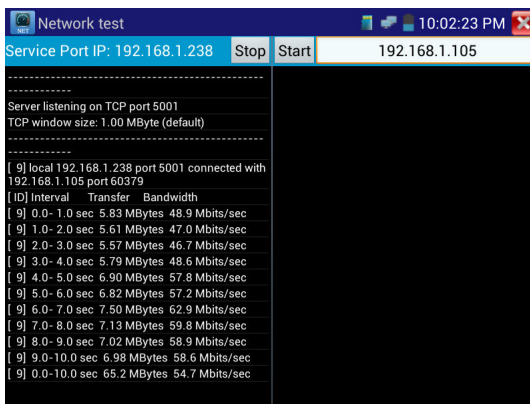 Network test
10:02:23 PM
NET
Service Port IP: 192.168.1.238
Stop
Start
192.168.1.105
------------------------------------------------
------------
Server listening on TCP port 5001
TCP window size: 1.00 MByte (default)
------------------------------------------------
------------
[ 9] local 192.168.1.238 port 5001 connected with
192.168.1.105 port 60379
[ ID] Interval Transfer Bandwidth
[ 9] 0.0- 1.0 sec 5.83 MBytes 48.9 Mbits/sec
[ 9] 1.0- 2.0 sec 5.61 MBytes 47.0 Mbits/sec
[ 9] 2.0- 3.0 sec 5.57 MBytes 46.7 Mbits/sec
[ 9] 3.0- 4.0 sec 5.79 MBytes 48.6 Mbits/sec
[ 9] 4.0- 5.0 sec 6.90 MBytes 57.8 Mbits/sec
[ 9] 5.0- 6.0 sec 6.82 MBytes 57.2 Mbits/sec
[ 9] 6.0- 7.0 sec 7.50 MBytes 62.9 Mbits/sec
[ 9] 7.0- 8.0 sec 7.13 MBytes 59.8 Mbits/sec
[ 9] 8.0- 9.0 sec 7.02 MBytes 58.9 Mbits/sec
[ 9] 9.0-10.0 sec 6.98 MBytes 58.6 Mbits/sec
[ 9] 0.0-10.0 sec 65.2 MBytes 54.7 Mbits/sec